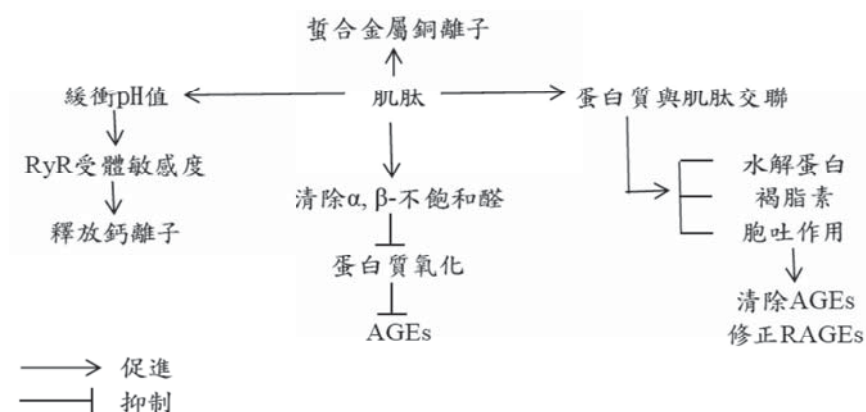 螯合金屬銅離子
緩衝pH值
肌肽
蛋白質與肌肽交聯
RyR受體敏感度
釋放鈣離子
清除α, β-不飽和醛
蛋白質氧化
AGEs
水解蛋白
褐脂素
胞吐作用
清除AGEs
修正RAGEs
促進
抑制